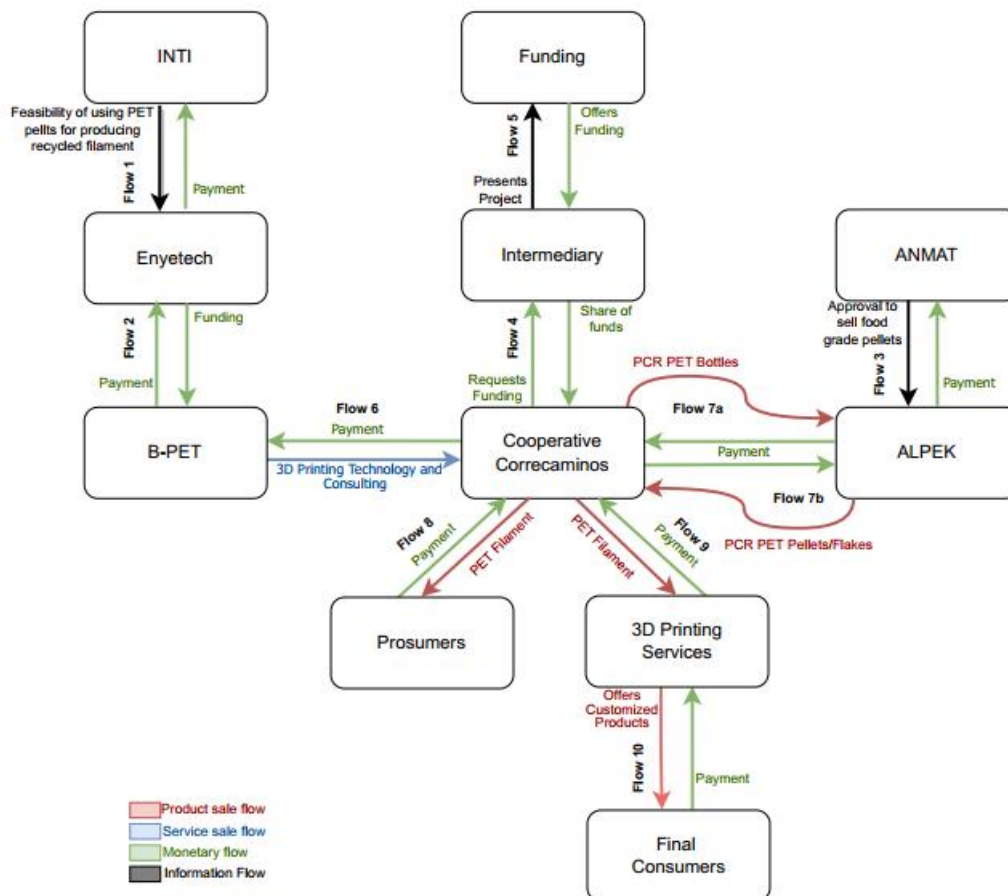 INTI
Funding
Feasibility of using PET
pellts for producing
recycled filament
Flow 1
Payment
Flow 5
Offers
Funding
Presents
Project
Enyetech
Intermediary
ANMAT
Flow 2
Funding
Payment
Flow 4
Share of
funds
Requests
Funding
Approval to
sell food
grade pellets
Flow 3
Payment
PCR PET Bottles
Flow 7a
B-PET
Flow 6
Payment
3D Printing Technology and
Consulting
Cooperative
Correcaminos
Payment
ALPEK
Flow 7b
PCR PET Pellets/Flakes
Flow 8
Payment
PET Filament
PET Filament
Flow 9
Payment
Prosumers
3D Printing
Services
Offers
Customized
Products
Flow 10
Payment
Final
Consumers
Product sale flow
Service sale flow
Monetary flow
Information Flow